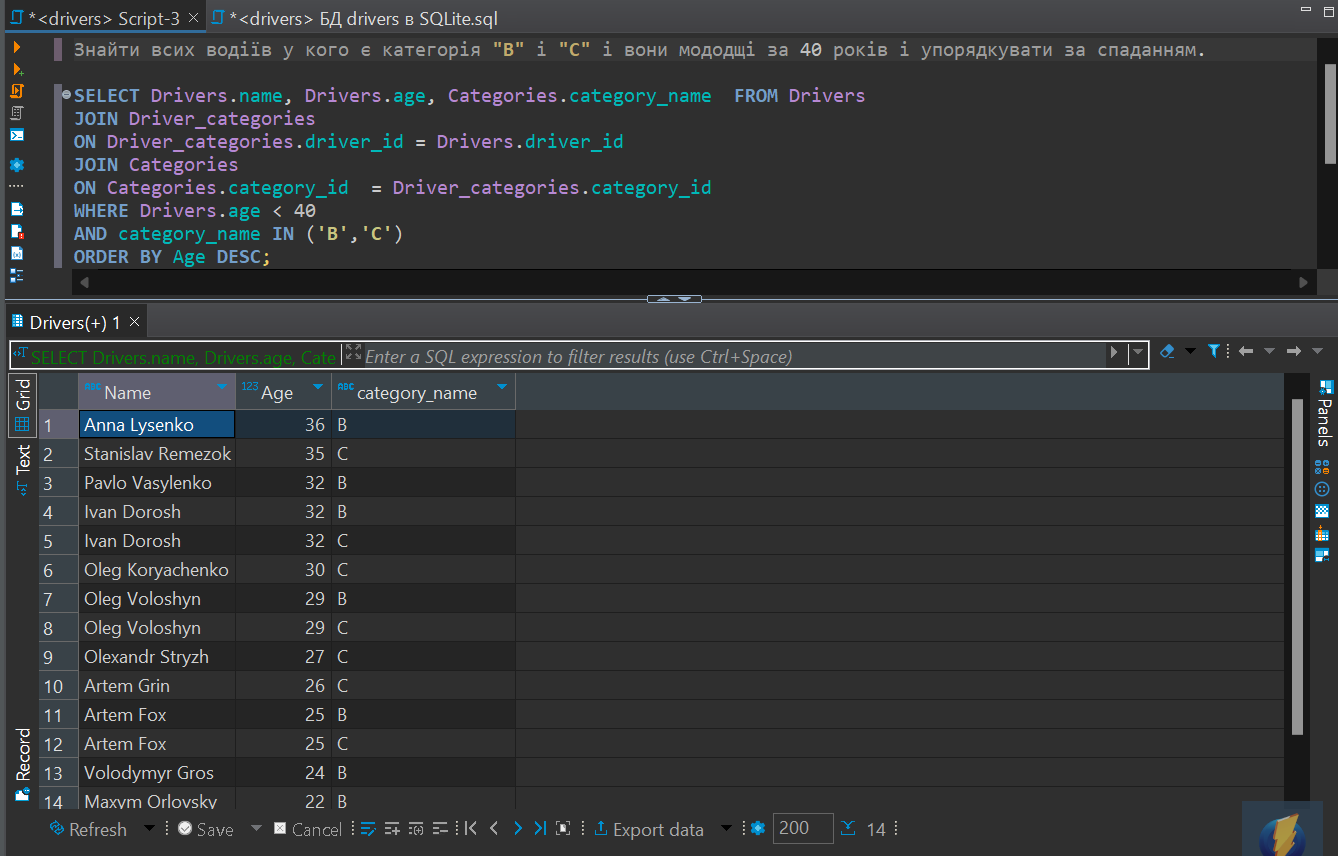 *<drivers> Script-3 *<drivers> БД drivers в SQLite.sql
Знайти всих водіїв у кого є категорія "B" і "C" і вони мододщі за 40 років і упорядкувати за спаданням.
SELECT Drivers.name, Drivers.age, Categories.category_name FROM Drivers
JOIN Driver_categories
ON Driver_categories.driver_id = Drivers.driver_id
JOIN Categories
ON Categories.category_id = Driver_categories.category_id
WHERE Drivers.age < 40
AND category_name IN ('B','C')
ORDER BY Age DESC;
Drivers(+) 1
SELECT Drivers.name, Drivers.age, Cate Enter a SQL expression to filter results (use Ctrl+Space)
Grid
Text
Record
Panels
ABC Name 123 Age ABC category_name
1 Anna Lysenko 36 B
2 Stanislav Remezok 35 C
3 Pavlo Vasylenko 32 B
4 Ivan Dorosh 32 B
5 Ivan Dorosh 32 C
6 Oleg Koryachenko 30 C
7 Oleg Voloshyn 29 B
8 Oleg Voloshyn 29 C
9 Olexandr Stryzh 27 C
10 Artem Grin 26 C
11 Artem Fox 25 B
12 Artem Fox 25 C
13 Volodymyr Gros 24 B
14 Maxym Orlovsky 22 B
Refresh Save Cancel Export data 200 14